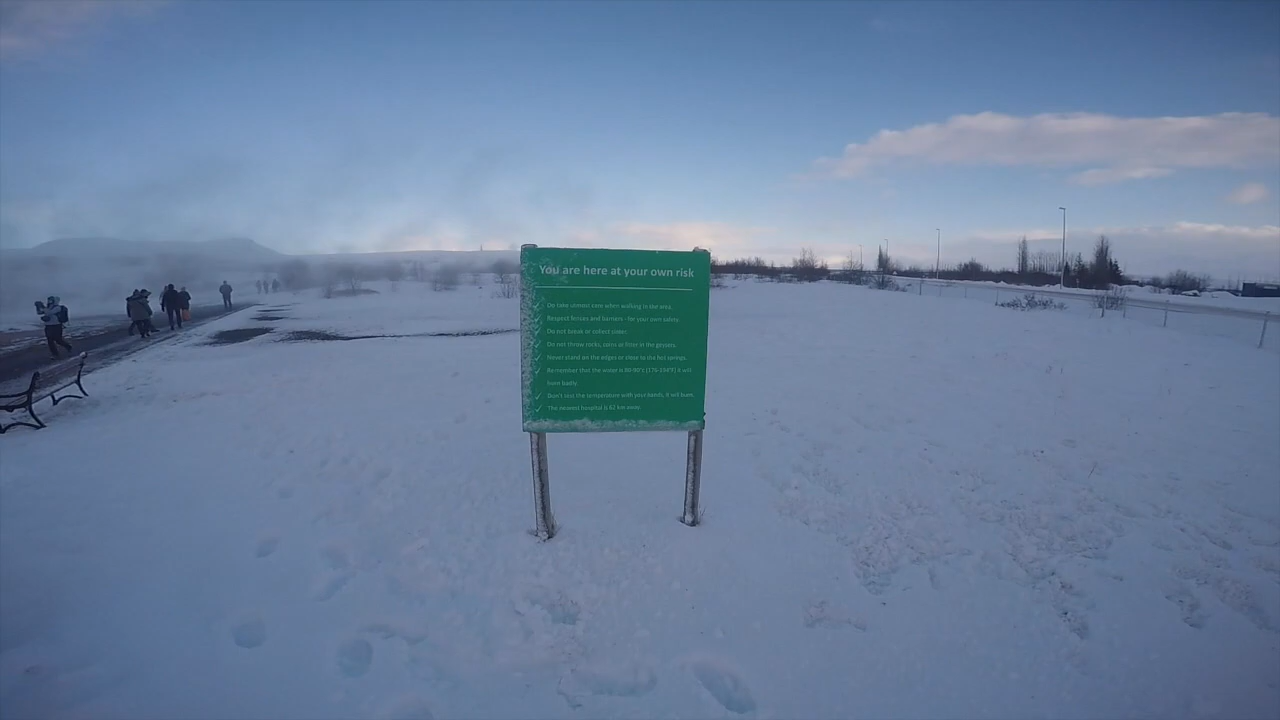 You are here at your own risk
Do take utmost care when walking in the area.
Respect fences and barriers - for your own safety.
Do not break or collect sinter.
Do not throw rocks, coins or litter in the geysers.
Never stand on the edges or close to the hot springs.
Remember that the water is 80-90°c (176-194°F) it will
burn badly.
Don't test the temperature with your hands, it will burn.
The nearest hospital is 62 km away.